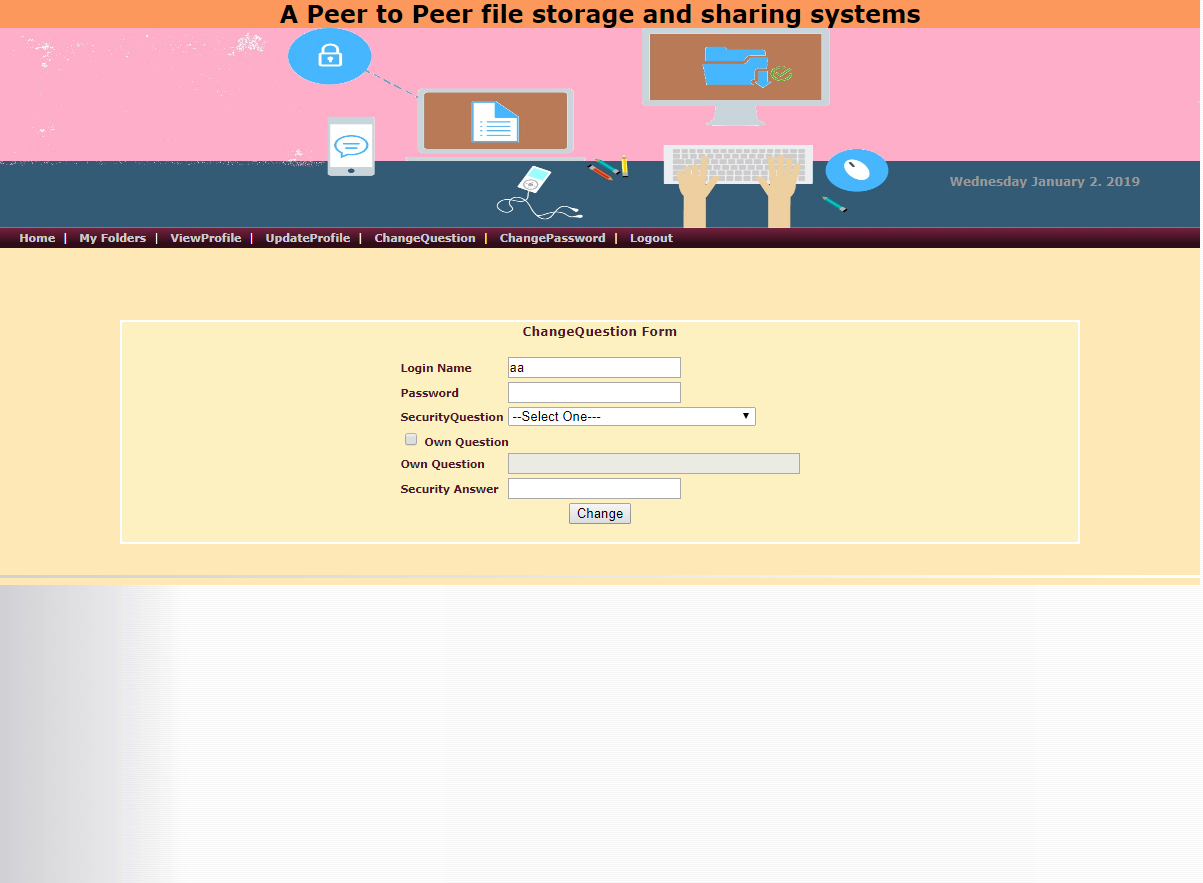 A Peer to Peer file storage and sharing systems
Wednesday January 2. 2019
Home | My Folders | ViewProfile | UpdateProfile | ChangeQuestion | ChangePassword | Logout
ChangeQuestion Form
Login Name aa
Password
SecurityQuestion --Select One---
Own Question
Own Question
Security Answer
Change